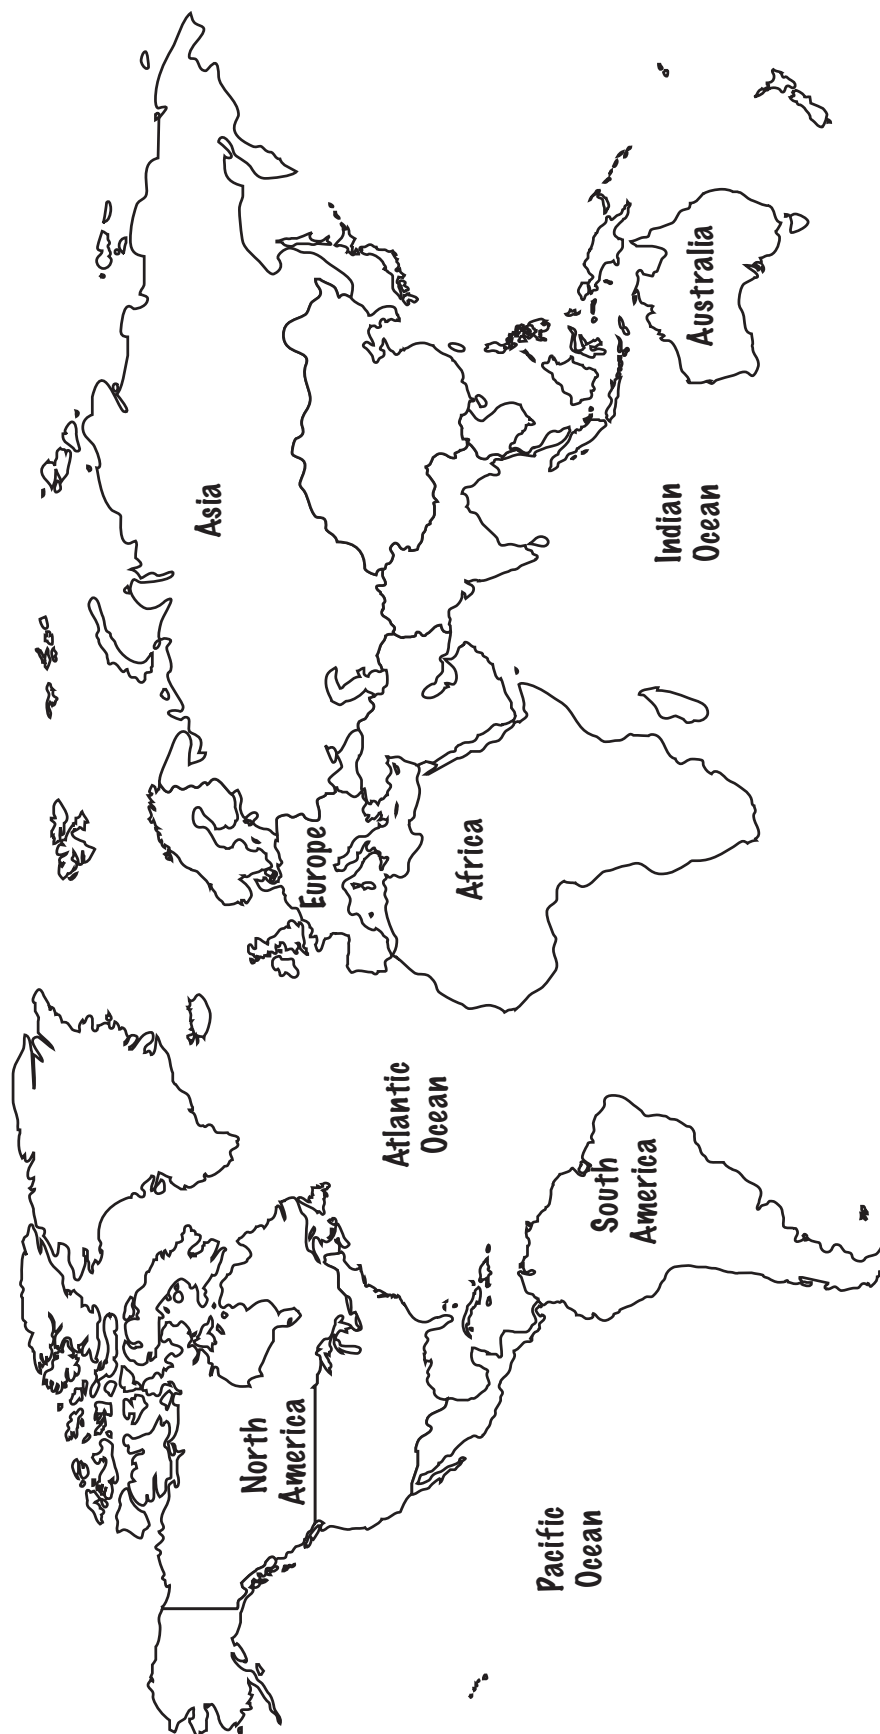 North
America
Atlantic
Ocean
Europe
Asia
Africa
South
America
Pacific
Ocean
Indian
Ocean
Australia